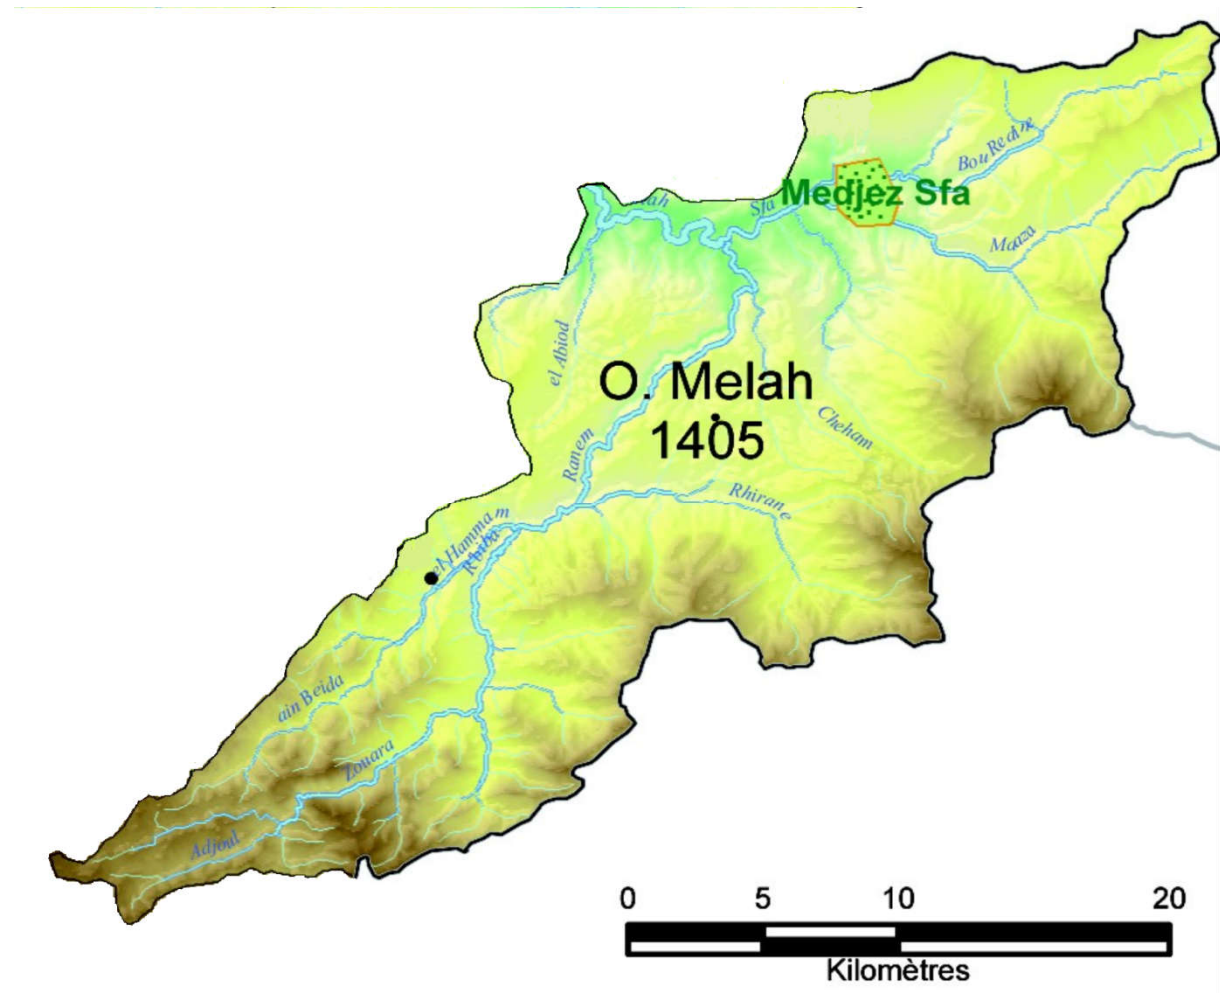 Bou Redine
Medjez Sfa
Sfa
Maaza
el Abiod
O. Melah
1405
Cheham
Ranem
Rhirane
el Hammam
Rhiba
ain Beida
Zouara
Adjoul
0 5 10 20
Kilomètres